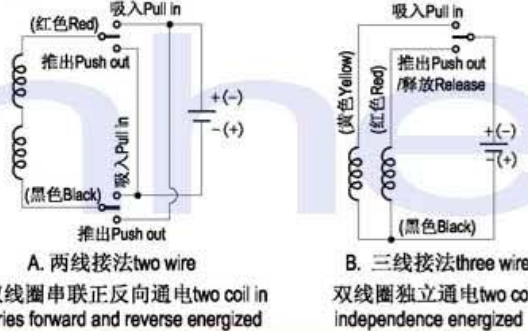 吸入Pull in
(红色Red)
推出Push out
吸入Pull in
+(-)
-(+)
(黑色Black)
推出Push out
A. 两线接法two wire
线圈串联正反向通电two coil in
forward and reverse energized
吸入Pull in
推出Push out
/释放Release
(黄色Yellow)
(红色Red)
+(-)
-(+)
(黑色Black)
B. 三线接法three wire
双线圈独立通电two
independence energized